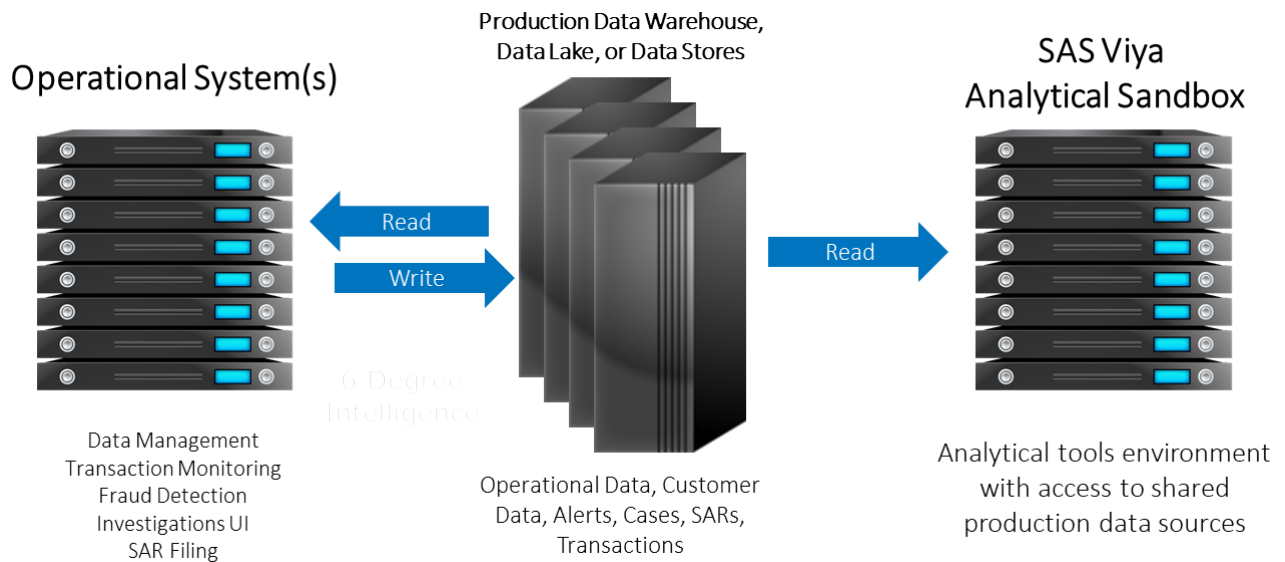 Production Data Warehouse,
Data Lake, or Data Stores
Operational System(s)
SAS Viya
Analytical Sandbox
Read
Write
Read
6 Degree
Intelligence
Data Management
Transaction Monitoring
Fraud Detection
Investigations UI
SAR Filing
Operational Data, Customer
Data, Alerts, Cases, SARs,
Transactions
Analytical tools environment
with access to shared
production data sources